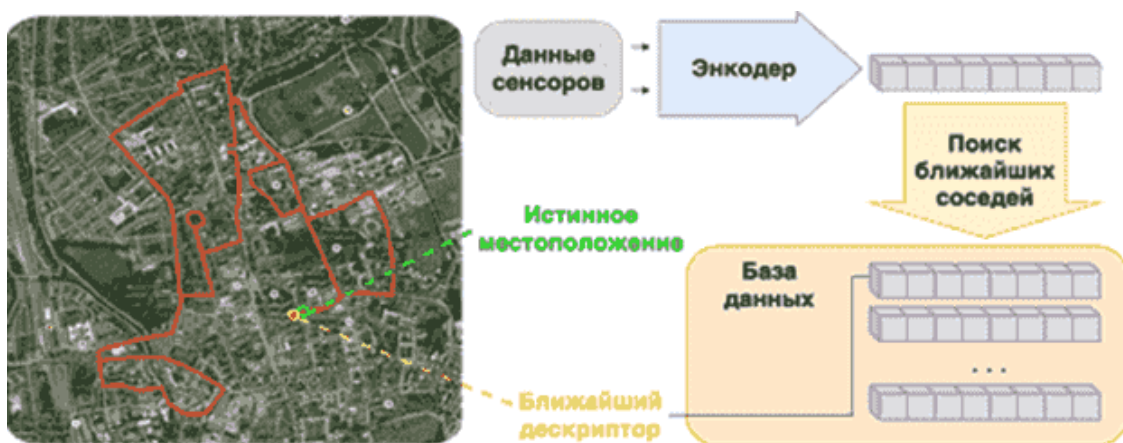 Данные
сенсоров
Энкодер
Поиск
ближайших
соседей
Истинное
местоположение
База
данных
...
Ближайший
дескриптор